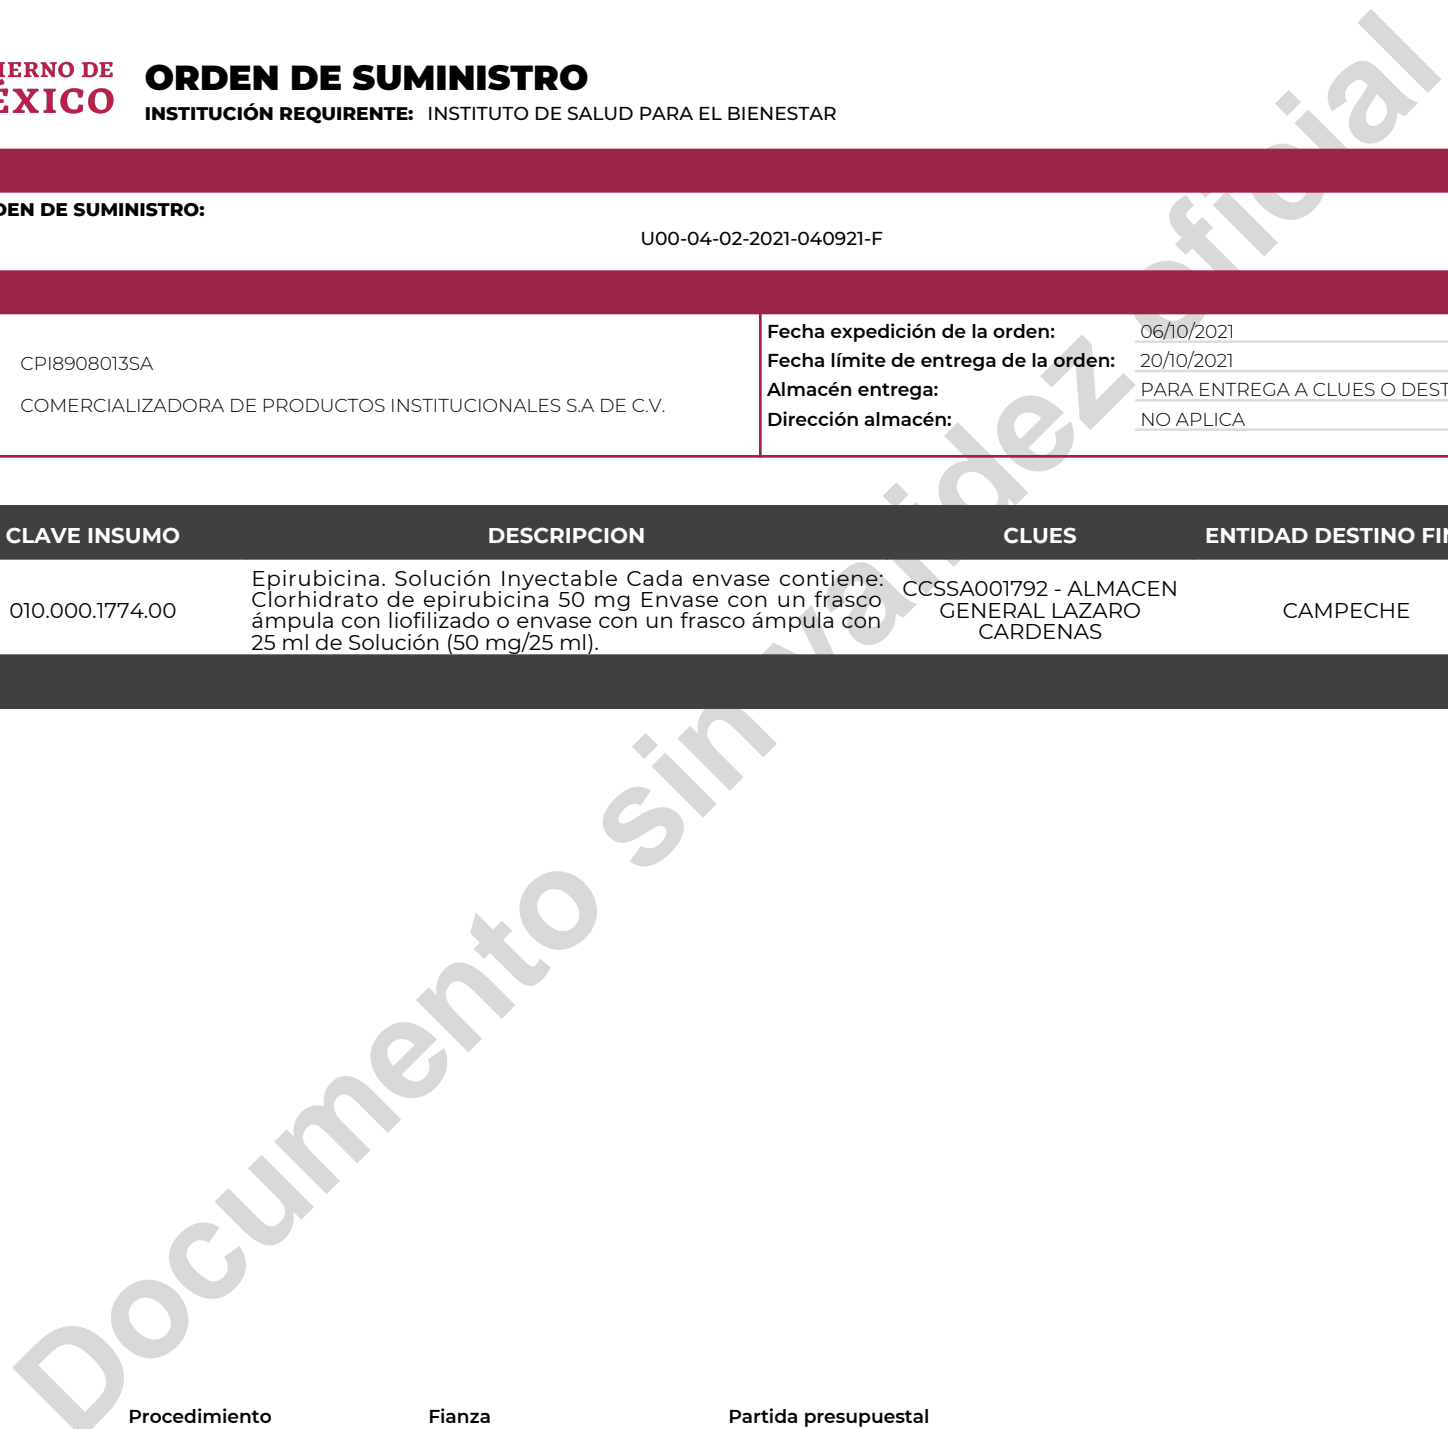 IERNO DE
ÉXICO
ORDEN DE SUMINISTRO
INSTITUCIÓN REQUIRENTE: INSTITUTO DE SALUD PARA EL BIENESTAR
DEN DE SUMINISTRO:
U00-04-02-2021-040921-F
CPI8908013SA
COMERCIALIZADORA DE PRODUCTOS INSTITUCIONALES S.A DE C.V.
Fecha expedición de la orden: 06/10/2021
Fecha límite de entrega de la orden: 20/10/2021
Almacén entrega: PARA ENTREGA A CLUES O DEST
Dirección almacén: NO APLICA
CLAVE INSUMO DESCRIPCION CLUES ENTIDAD DESTINO FIN
010.000.1774.00
Epirubicina. Solución Inyectable Cada envase contiene:
Clorhidrato de epirubicina 50 mg Envase con un frasco
ámpula con liofilizado o envase con un frasco ámpula con
25 ml de Solución (50 mg/25 ml).
CCSSA001792 - ALMACEN
GENERAL LAZARO
CARDENAS
CAMPECHE
Documento sin validez oficial
Procedimiento Fianza Partida presupuestal